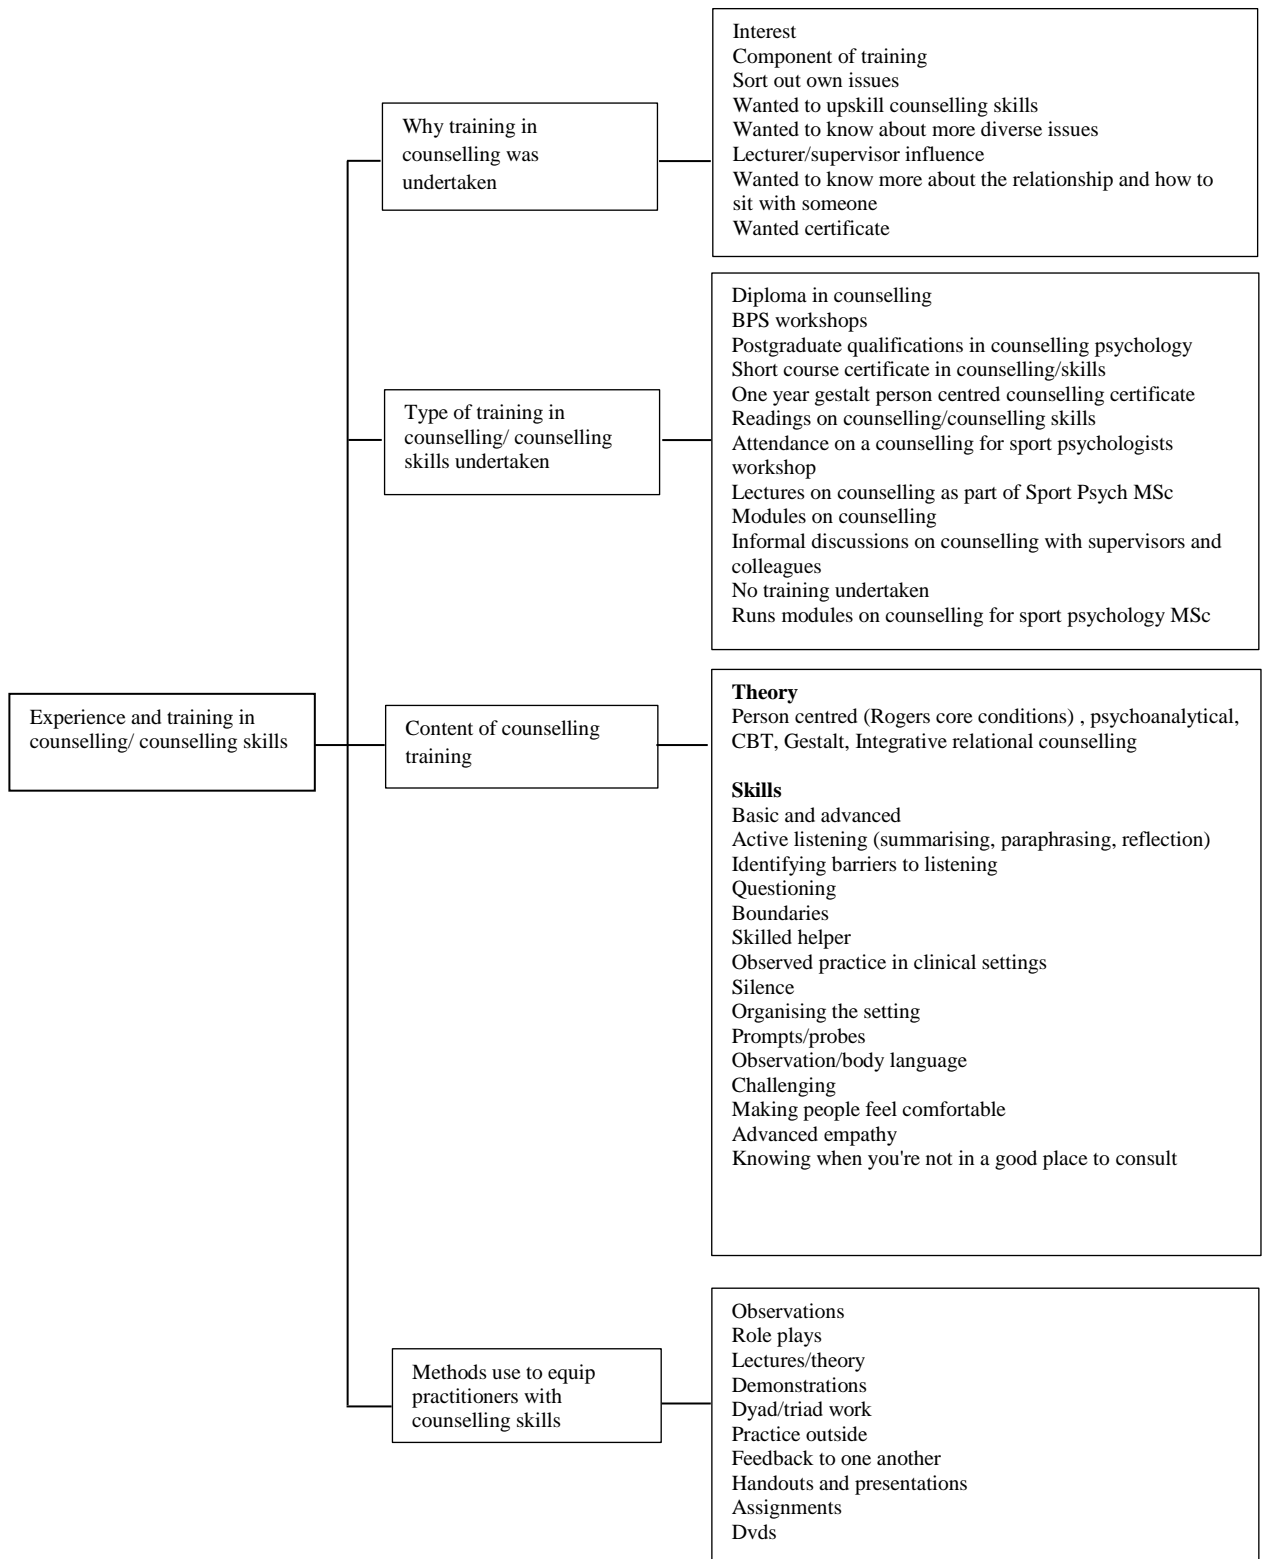 Experience and training in
counselling/ counselling skills
Why training in
counselling was
undertaken
Interest
Component of training
Sort out own issues
Wanted to upskill counselling skills
Wanted to know about more diverse issues
Lecturer/supervisor influence
Wanted to know more about the relationship and how to
sit with someone
Wanted certificate
Type of training in
counselling/ counselling
skills undertaken
Diploma in counselling
BPS workshops
Postgraduate qualifications in counselling psychology
Short course certificate in counselling/skills
One year gestalt person centred counselling certificate
Readings on counselling/counselling skills
Attendance on a counselling for sport psychologists
workshop
Lectures on counselling as part of Sport Psych MSc
Modules on counselling
Informal discussions on counselling with supervisors and
colleagues
No training undertaken
Runs modules on counselling for sport psychology MSc
Content of counselling
training
Theory
Person centred (Rogers core conditions) , psychoanalytical,
CBT, Gestalt, Integrative relational counselling
Skills
Basic and advanced
Active listening (summarising, paraphrasing, reflection)
Identifying barriers to listening
Questioning
Boundaries
Skilled helper
Observed practice in clinical settings
Silence
Organising the setting
Prompts/probes
Observation/body language
Challenging
Making people feel comfortable
Advanced empathy
Knowing when you're not in a good place to consult
Methods use to equip
practitioners with
counselling skills
Observations
Role plays
Lectures/theory
Demonstrations
Dyad/triad work
Practice outside
Feedback to one another
Handouts and presentations
Assignments
Dvds